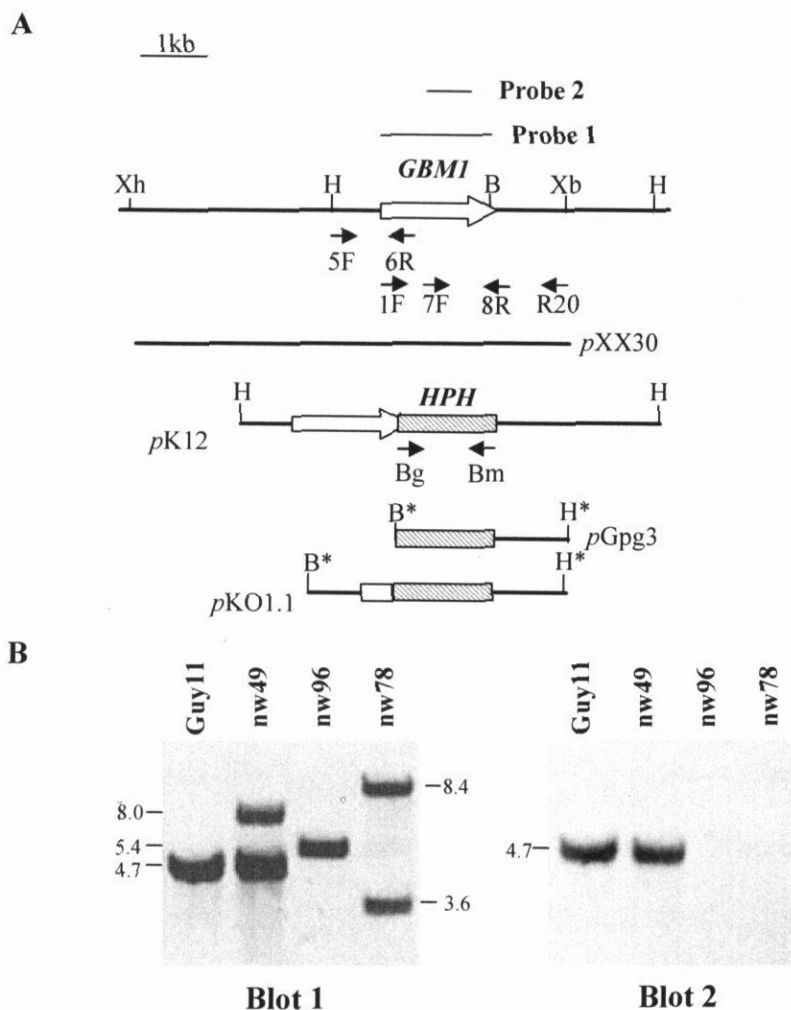 A
1kb
Probe 2
Probe 1
GBM1
Xh H B Xb H
5F 6R
1F 7F 8R R20
pXX30
H HPH H
pK12
Bg Bm
B* H*
pGpg3
B* H*
pKO1.1
B
Guy11 nw49 nw96 nw78
8.0
5.4
4.7
8.4
3.6
Blot 1
Guy11 nw49 nw96 nw78
4.7
Blot 2